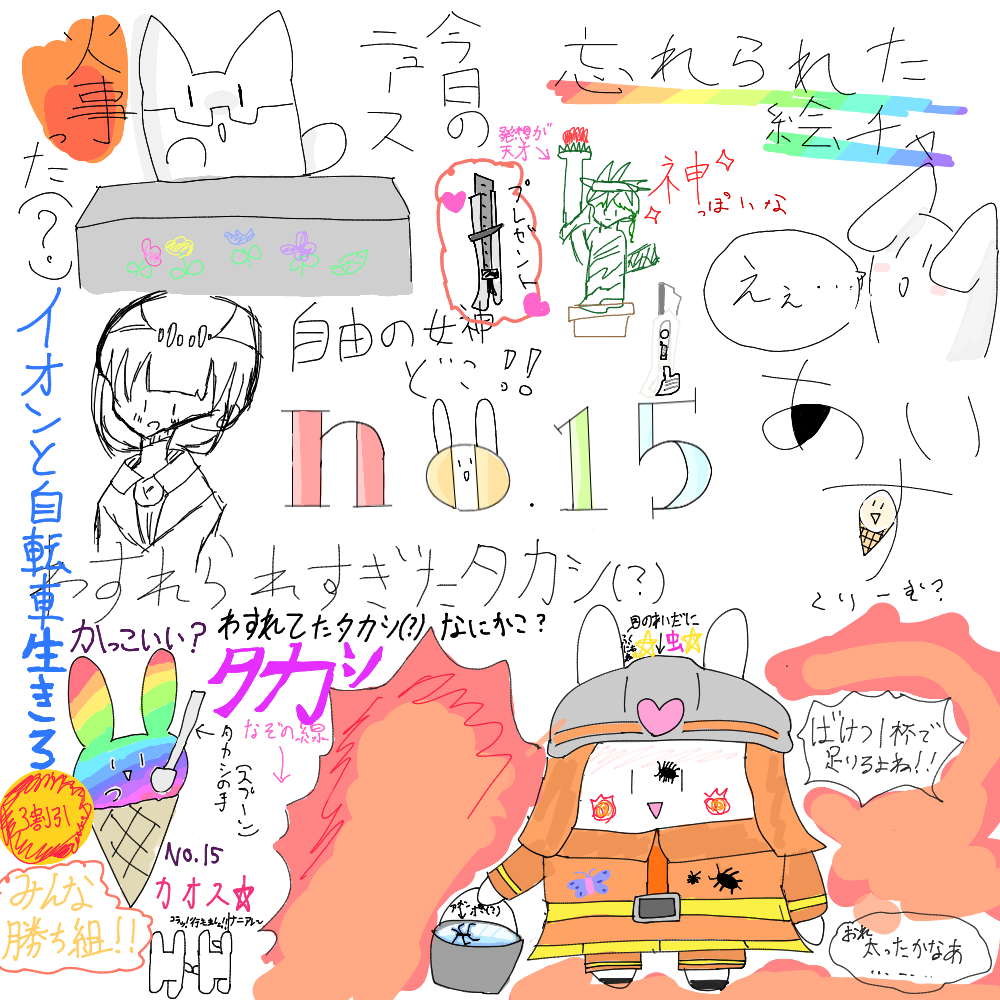 火事
った(?)。
今日の
ニュース
忘れられた
絵チャ
発想が
天才
プレゼント
神
っぽいな
ええ…。
自由の女神
どこ!!
no.15
あい
す
くりーむ?
イオンと自転車生きろ
わすれられすぎたタカシ(?)
かっこいい?
わすれてたタカシ(?)なにかこ?
タカシ
なぞの線
タカシの手
(スプーン)
目のあいだに
虫
ばけつ1杯で
足りるよね!!
3割引
No.15
カオス
みんな
勝ち組!!
おれ
太ったかなあ